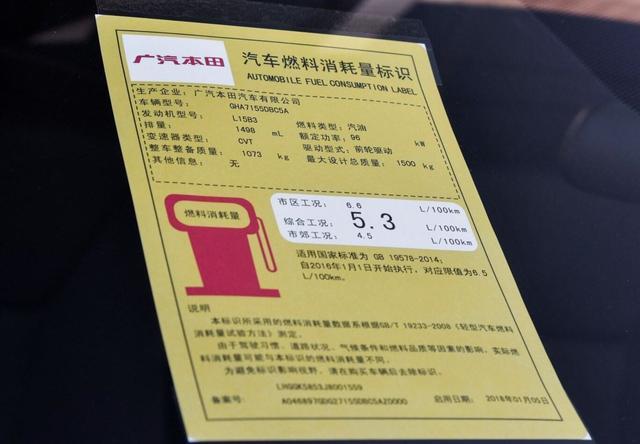 广汽本田
汽车燃料消耗量标识
AUTOMOBILE FUEL CONSUMPTION LABEL
生产企业：广汽本田汽车有限公司
车辆型号： GHA7155DBC5A
发动机型号： L15B3 燃料类型：汽油
排量： 1498 mL 额定功率：96 kW
变速器类型： CVT 驱动型式：前轮驱动
整车整备质量： 1073 kg 最大设计总质量： 1500 kg
其他信息： 无
燃料消耗量
市区工况： 6.6 L/100km
综合工况： 5.3 L/100km
市郊工况： 4.5 L/100km
适用国家标准为 GB 19578-2014；
自2016年1月1日开始执行，对应限值为6.5
L/100km。
说明
本标识所采用的燃料消耗量数据系根据GB/T 19233-2008《轻型汽车燃料
消耗量试验方法》测定。
由于驾驶习惯、道路状况、气候条件和燃料品质等因素的影响，实际燃
料消耗量可能与本标识的燃料消耗量不同。
为避免标识影响视野，请在购买车辆后去除标识。
LHGGK5853J8001559
备案号： A046897GDG27155DBC5AZ0000 启用日期： 2018年01月05日